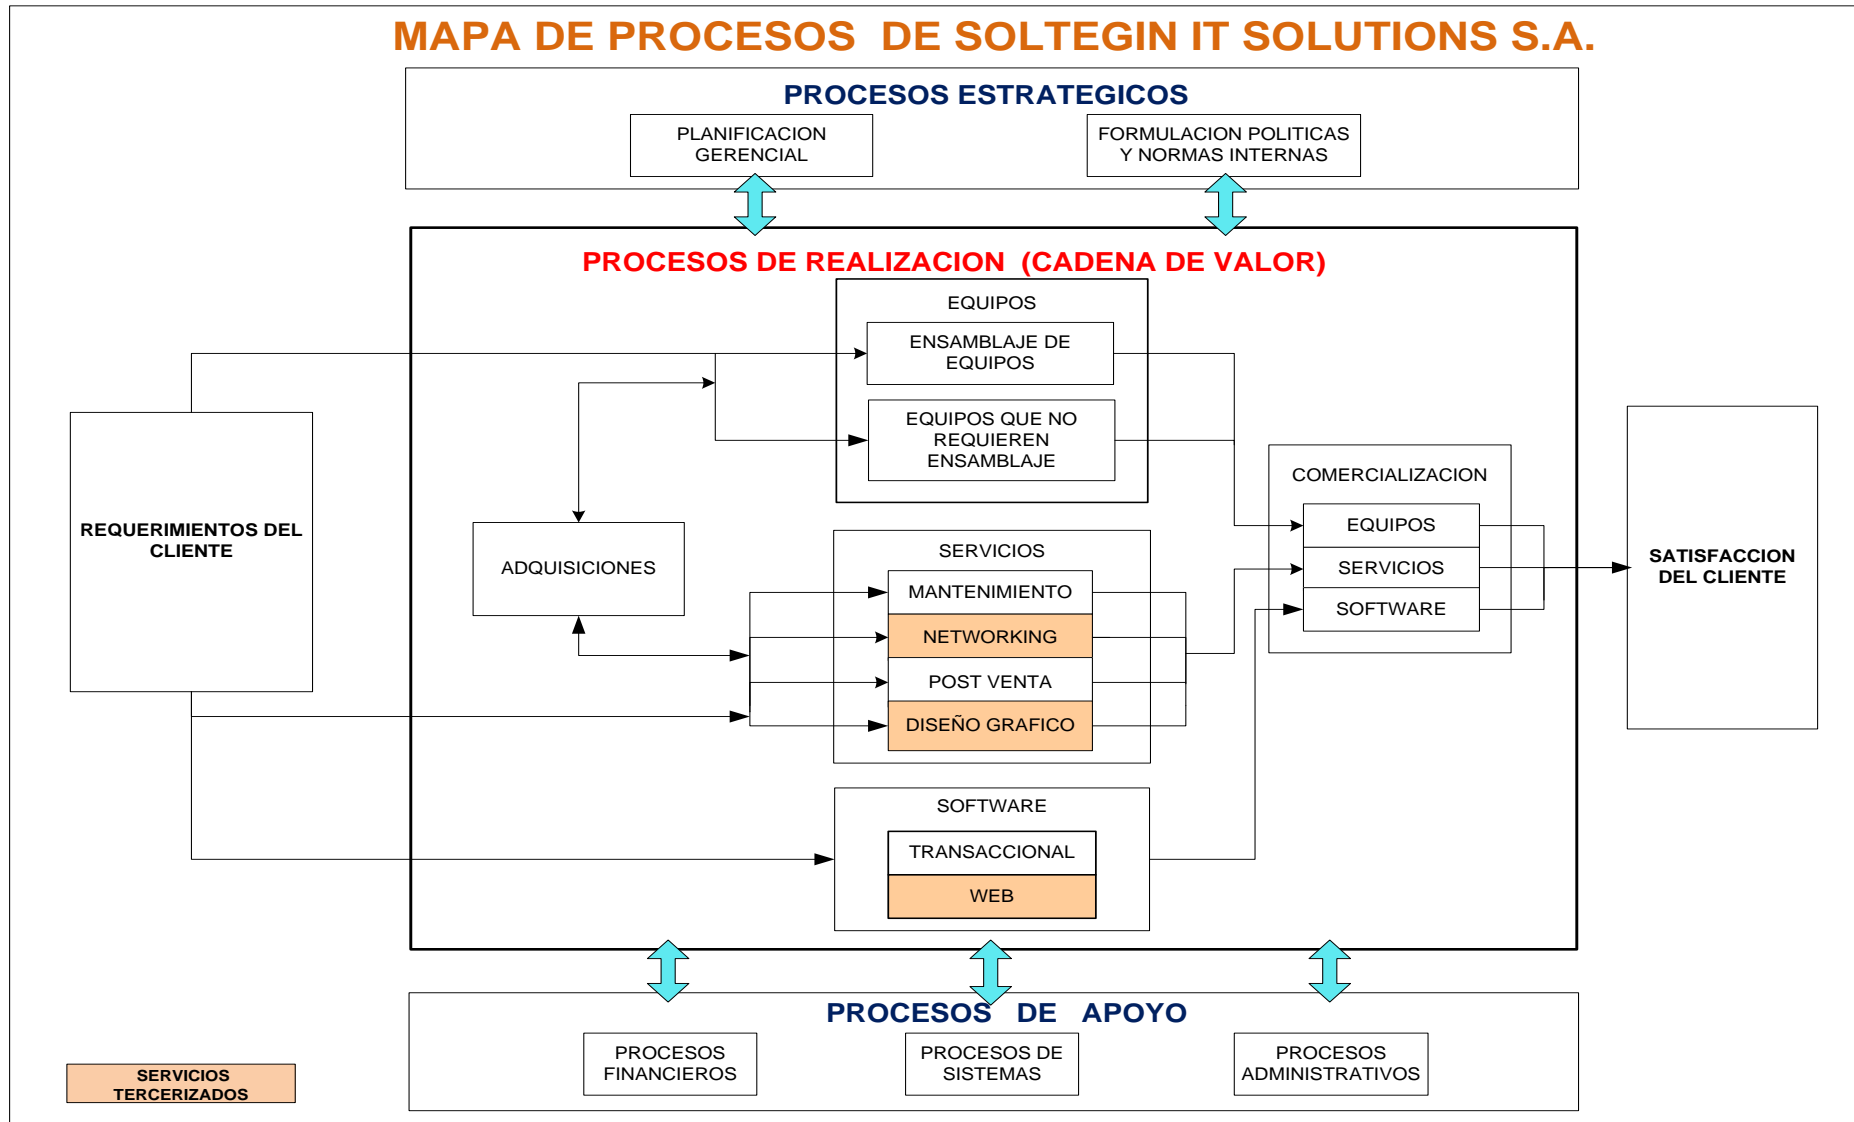 MAPA DE PROCESOS DE SOLTEGIN IT SOLUTIONS S.A.
PROCESOS ESTRATEGICOS
PLANIFICACION
GERENCIAL
FORMULACION POLITICAS
Y NORMAS INTERNAS
PROCESOS DE REALIZACION (CADENA DE VALOR)
EQUIPOS
ENSAMBLAJE DE
EQUIPOS
EQUIPOS QUE NO
REQUIEREN
ENSAMBLAJE
REQUERIMIENTOS DEL
CLIENTE
ADQUISICIONES
SERVICIOS
MANTENIMIENTO
NETWORKING
POST VENTA
DISEÑO GRAFICO
SOFTWARE
TRANSACCIONAL
WEB
COMERCIALIZACION
EQUIPOS
SERVICIOS
SOFTWARE
SATISFACCION
DEL CLIENTE
PROCESOS DE APOYO
PROCESOS
FINANCIEROS
PROCESOS DE
SISTEMAS
PROCESOS
ADMINISTRATIVOS
SERVICIOS
TERCERIZADOS